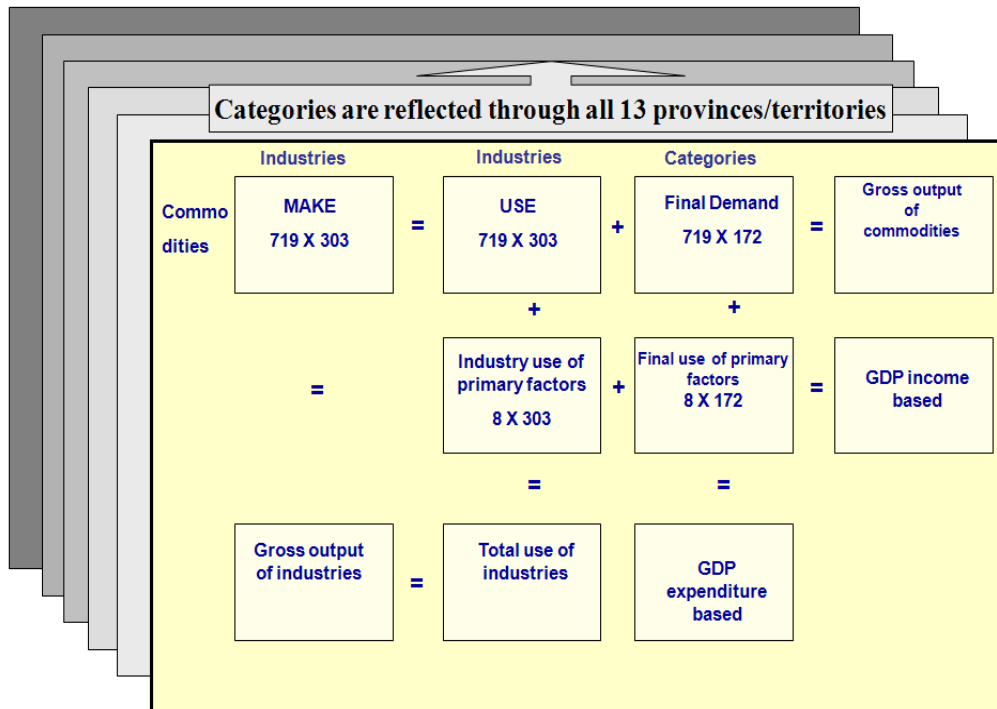 Categories are reflected through all 13 provinces/territories
Industries
Industries
Categories
Commo
dities
MAKE
719 X 303
=
USE
719 X 303
+
Final Demand
719 X 172
=
Gross output
of
commodities
+
+
=
Industry use of
primary factors
8 X 303
+
Final use of primary
factors
8 X 172
=
GDP income
based
=
=
Gross output
of industries
=
Total use of
industries
GDP
expenditure
based